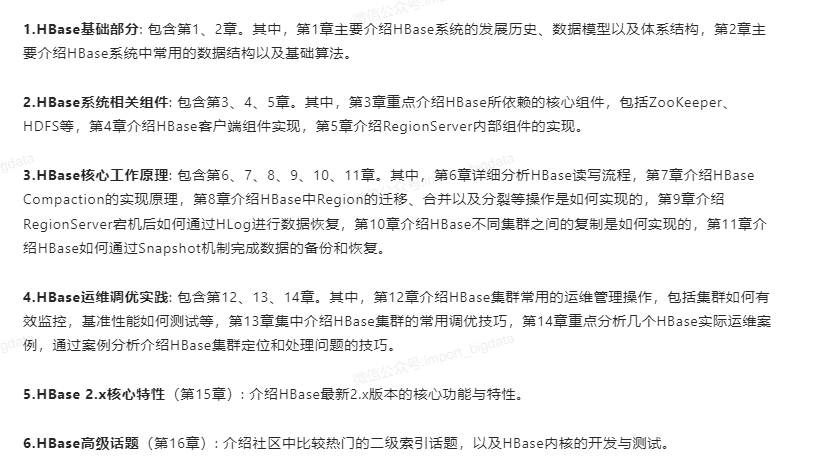 1.HBase基础部分: 包含第1、2章。其中，第1章主要介绍HBase系统的发展历史、数据模型以及体系结构，第2章主
要介绍HBase系统中常用的数据结构以及基础算法。
2.HBase系统相关组件: 包含第3、4、5章。其中，第3章重点介绍HBase所依赖的核心组件，包括ZooKeeper、
HDFS等，第4章介绍HBase客户端组件实现，第5章介绍RegionServer内部组件的实现。
3.HBase核心工作原理: 包含第6、7、8、9、10、11章。其中，第6章详细分析HBase读写流程，第7章介绍HBase
Compaction的实现原理，第8章介绍HBase中Region的迁移、合并以及分裂等操作是如何实现的，第9章介绍
RegionServer宕机后如何通过HLog进行数据恢复，第10章介绍HBase不同集群之间的复制是如何实现的，第11章介
绍HBase如何通过Snapshot机制完成数据的备份和恢复。
4.HBase运维调优实践: 包含第12、13、14章。其中，第12章介绍HBase集群常用的运维管理操作，包括集群如何有
效监控，基准性能如何测试等，第13章集中介绍HBase集群的常用调优技巧，第14章重点分析几个HBase实际运维案
例，通过案例分析介绍HBase集群定位和处理问题的技巧。
微信公众号:import_bigdata
5.HBase 2.x核心特性（第15章）: 介绍HBase最新2.x版本的核心功能与特性。
6.HBase高级话题（第16章）: 介绍社区中比较热门的二级索引话题，以及HBase内核的开发与测试。